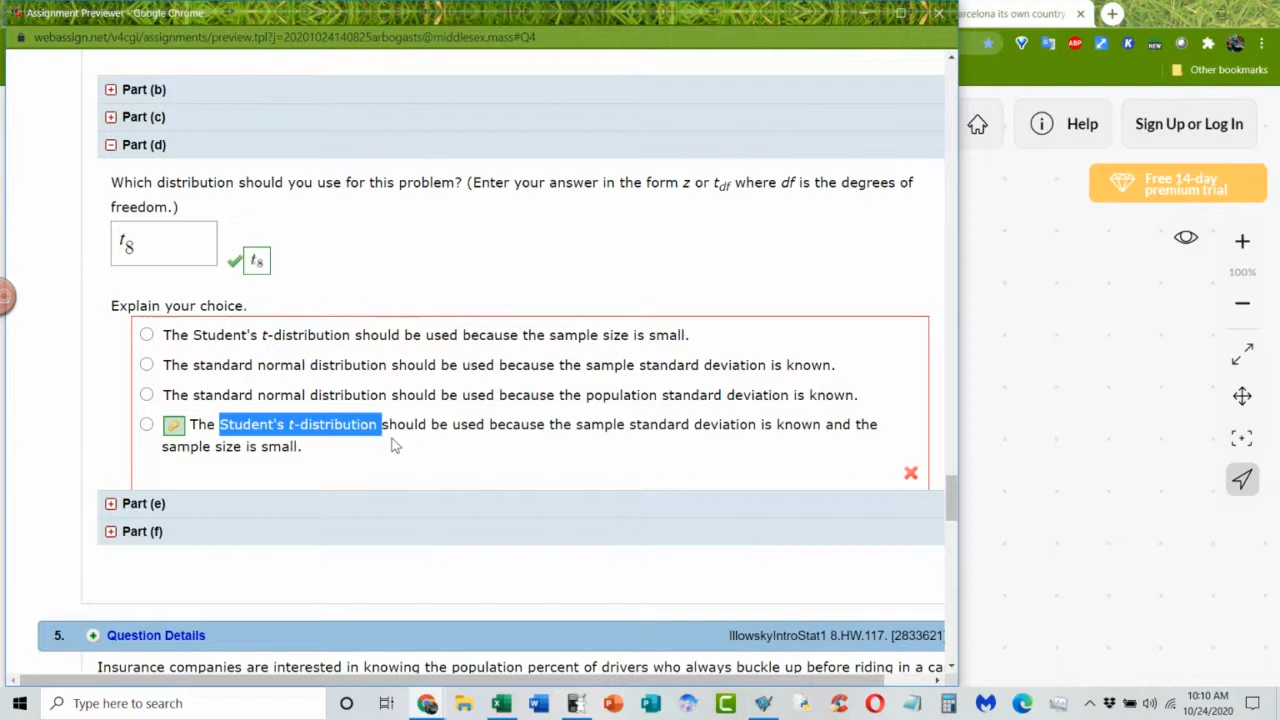 Assignment Previewer - Google Chrome
arcelona its own country
webassign.net/v4cgi/assignments/preview.tpl?j=20201024140825arbogasts@middlesex.mass#Q4
ABP
NEW
Other bookmarks
Part (b)
Part (c)
Part (d)
Help
Sign Up or Log In
Which distribution should you use for this problem? (Enter your answer in the form z or tdf where df is the degrees of
freedom.)
Free 14-day
premium trial
t8
t8
100%
Explain your choice.
The Student's t-distribution should be used because the sample size is small.
The standard normal distribution should be used because the sample standard deviation is known.
The standard normal distribution should be used because the population standard deviation is known.
The Student's t-distribution should be used because the sample standard deviation is known and the
sample size is small.
Part (e)
Part (f)
5.
Question Details
IllowskyIntroStat1 8.HW.117. [2833621]
Insurance companies are interested in knowing the population percent of drivers who always buckle up before riding in a ca
Type here to search
10:10 AM
10/24/2020